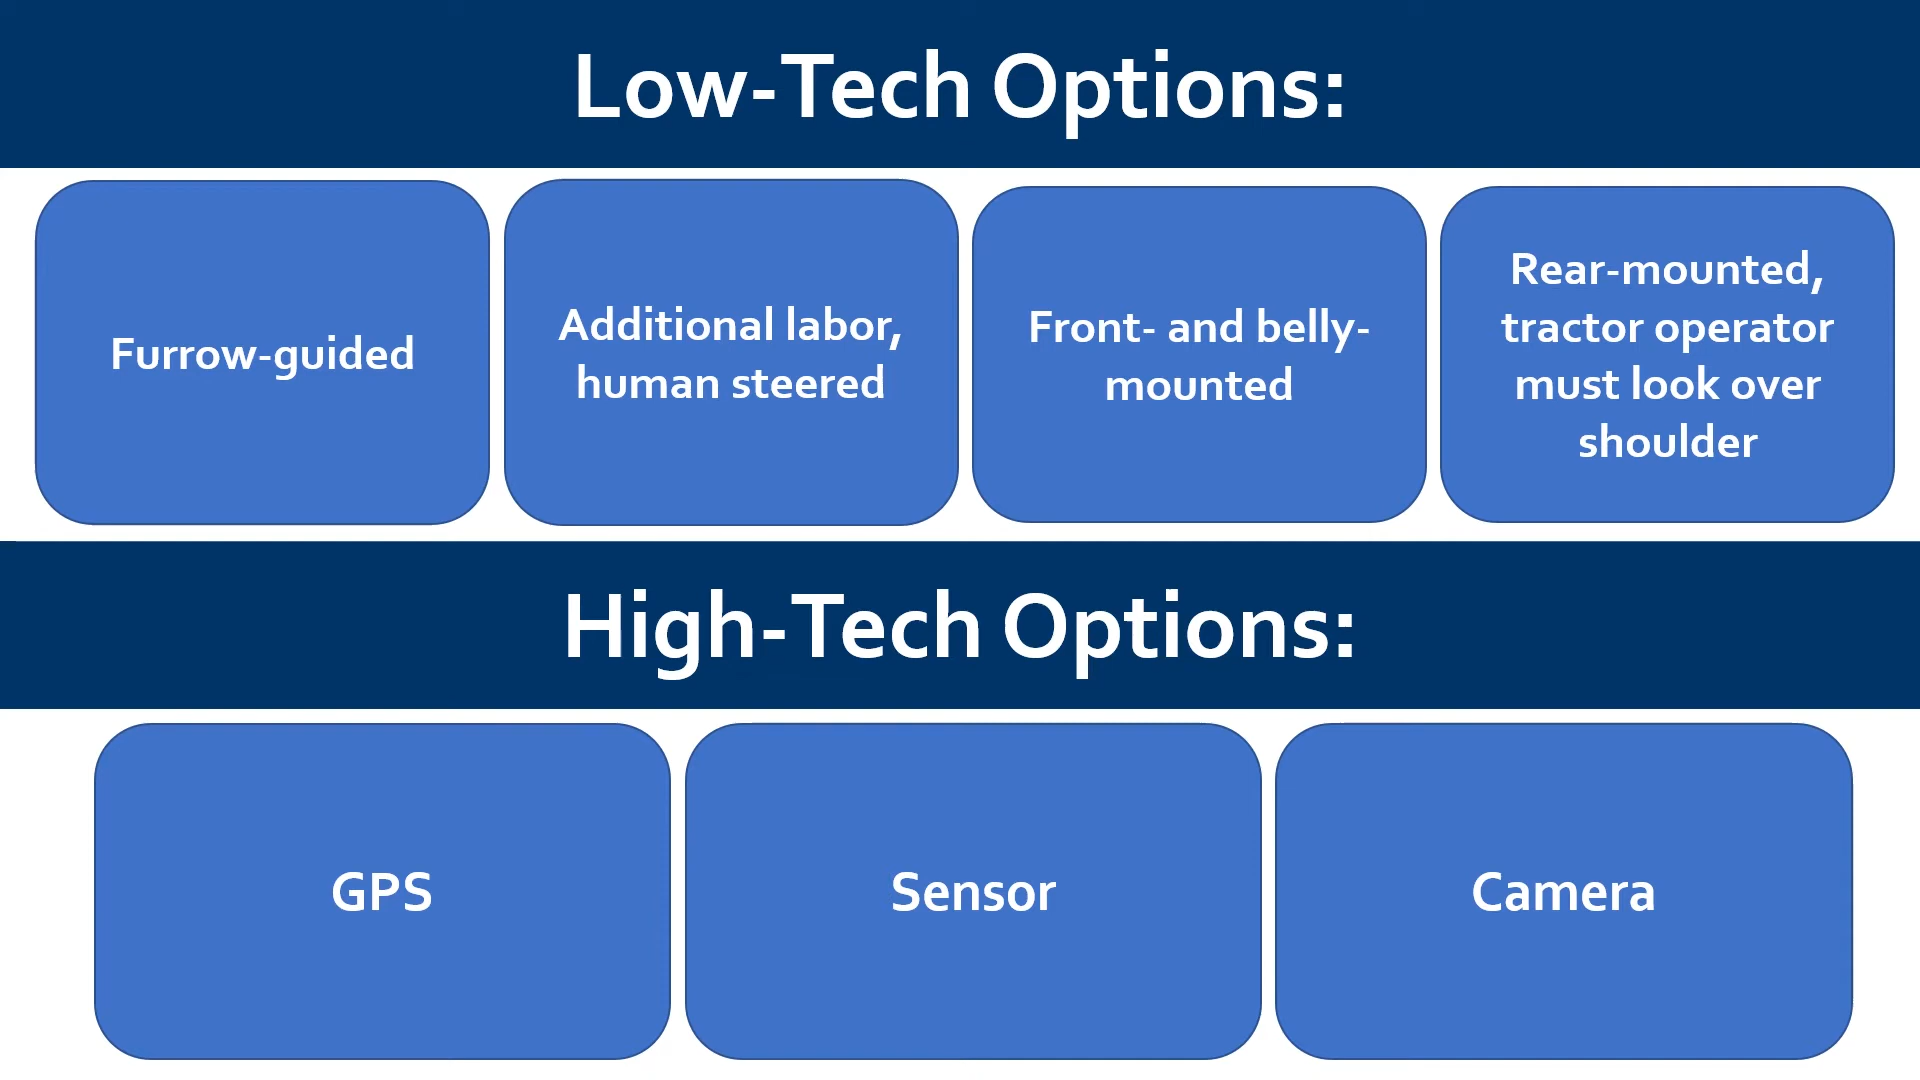 Low-Tech Options:
Furrow-guided
Additional labor,
human steered
Front- and belly-
mounted
Rear-mounted,
tractor operator
must look over
shoulder
High-Tech Options:
GPS
Sensor
Camera